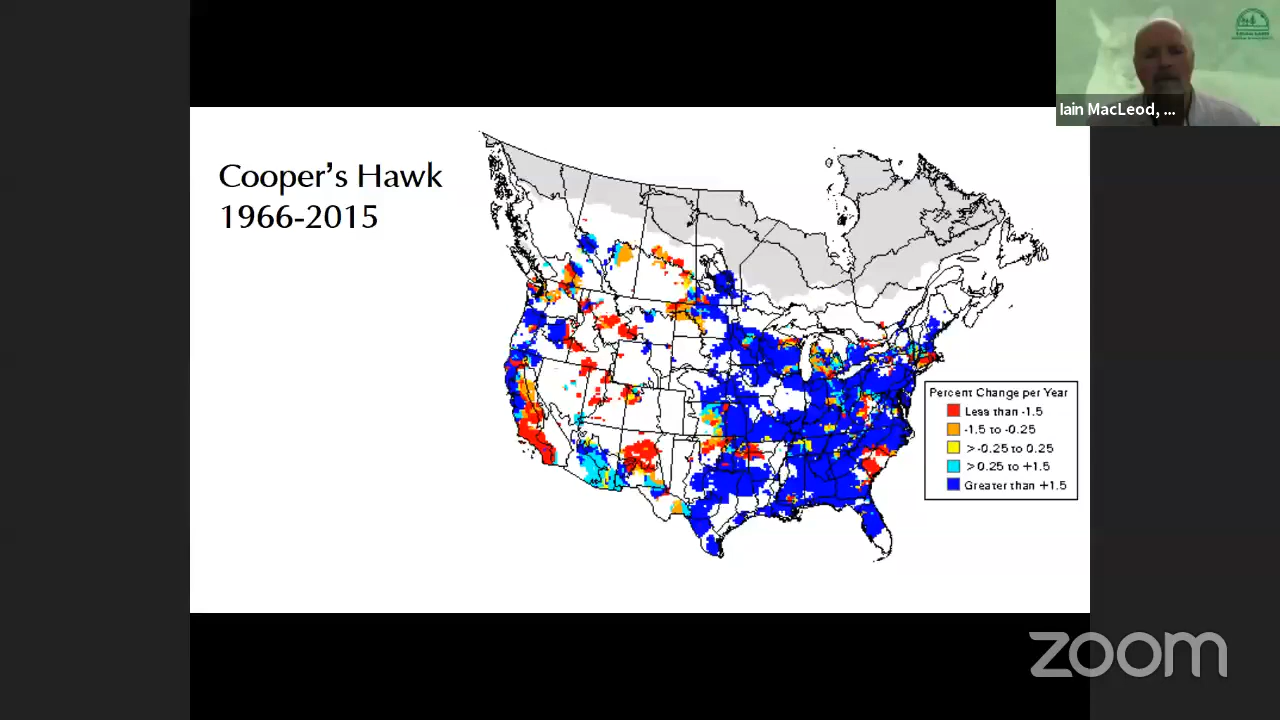 Iain MacLeod, ...
Cooper's Hawk
1966-2015
Percent Change per Year
Less than -1.5
-1.5 to -0.25
>-0.25 to 0.25
>0.25 to +1.5
Greater than +1.5
zoom